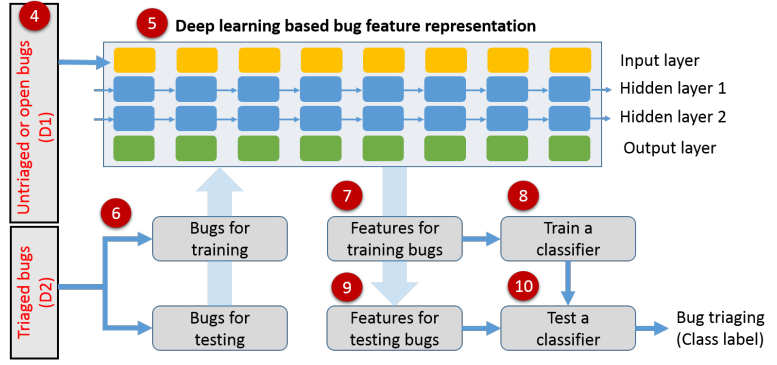 4
Untriaged or open bugs
(D1)
5
Deep learning based bug feature representation
Input layer
Hidden layer 1
Hidden layer 2
Output layer
Triaged bugs
(D2)
6
Bugs for
training
Bugs for
testing
7
Features for
training bugs
8
Train a
classifier
9
Features for
testing bugs
10
Test a
classifier
Bug triaging
(Class label)